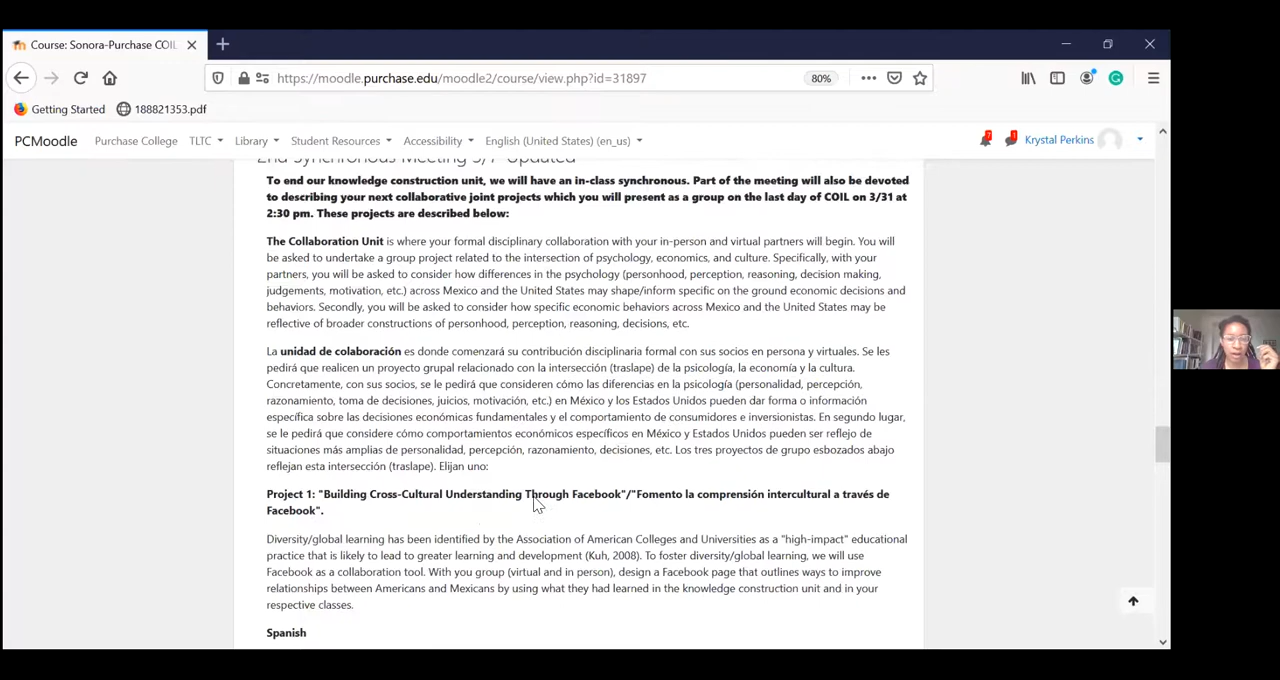 Course: Sonora-Purchase COIL
https://moodle.purchase.edu/moodle2/course/view.php?id=31897
80%
Getting Started
188821353.pdf
PCMoodle
Purchase College
TLTC
Library
Student Resources
Accessibility
English (United States) (en_us)
Krystal Perkins
2nd Synchronous Meeting 3/7 Updated
To end our knowledge construction unit, we will have an in-class synchronous. Part of the meeting will also be devoted
to describing your next collaborative joint projects which you will present as a group on the last day of COIL on 3/31 at
2:30 pm. These projects are described below:
The Collaboration Unit is where your formal disciplinary collaboration with your in-person and virtual partners will begin. You will
be asked to undertake a group project related to the intersection of psychology, economics, and culture. Specifically, with your
partners, you will be asked to consider how differences in the psychology (personhood, perception, reasoning, decision making,
judgements, motivation, etc.) across Mexico and the United States may shape/inform specific on the ground economic decisions and
behaviors. Secondly, you will be asked to consider how specific economic behaviors across Mexico and the United States may be
reflective of broader constructions of personhood, perception, reasoning, decisions, etc.
La unidad de colaboración es donde comenzará su contribución disciplinaria formal con sus socios en persona y virtuales. Se les
pedirá que realicen un proyecto grupal relacionado con la intersección (traslape) de la psicología, la economía y la cultura.
Concretamente, con sus socios, se le pedirá que consideren cómo las diferencias en la psicología (personalidad, percepción,
razonamiento, toma de decisiones, juicios, motivación, etc.) en México y los Estados Unidos pueden dar forma o información
específica sobre las decisiones económicas fundamentales y el comportamiento de consumidores e inversionistas. En segundo lugar,
se le pedirá que considere cómo comportamientos económicos específicos en México y Estados Unidos pueden ser reflejo de
situaciones más amplias de personalidad, percepción, razonamiento, decisiones, etc. Los tres proyectos de grupo esbozados abajo
reflejan esta intersección (traslape). Elijan uno:
Project 1: "Building Cross-Cultural Understanding Through Facebook"/"Fomento la comprensión intercultural a través de
Facebook".
Diversity/global learning has been identified by the Association of American Colleges and Universities as a "high-impact" educational
practice that is likely to lead to greater learning and development (Kuh, 2008). To foster diversity/global learning, we will use
Facebook as a collaboration tool. With you group (virtual and in person), design a Facebook page that outlines ways to improve
relationships between Americans and Mexicans by using what they had learned in the knowledge construction unit and in your
respective classes.
Spanish